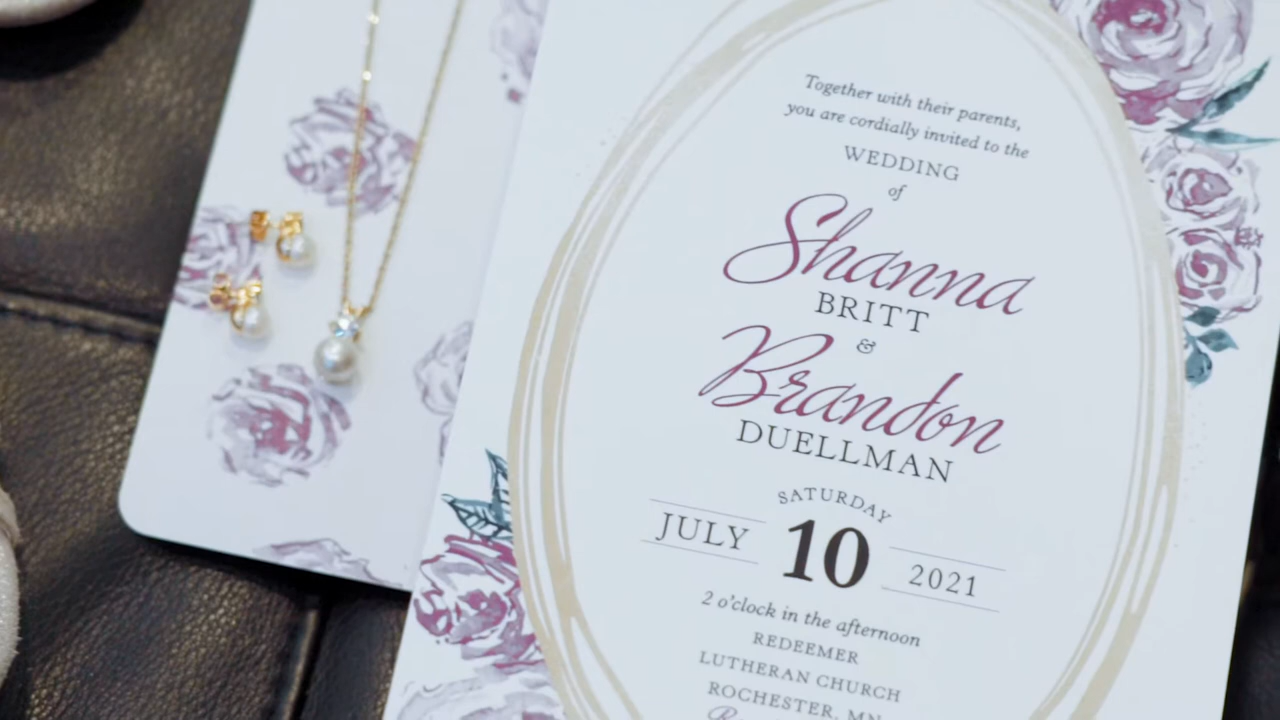 Together with their parents,
you are cordially invited to the
WEDDING
of
Shanna
BRITT
&
Brandon
DUELLMAN
SATURDAY
JULY 10 2021
2 o'clock in the afternoon
REDEEMER
LUTHERAN CHURCH
ROCHESTER, MN